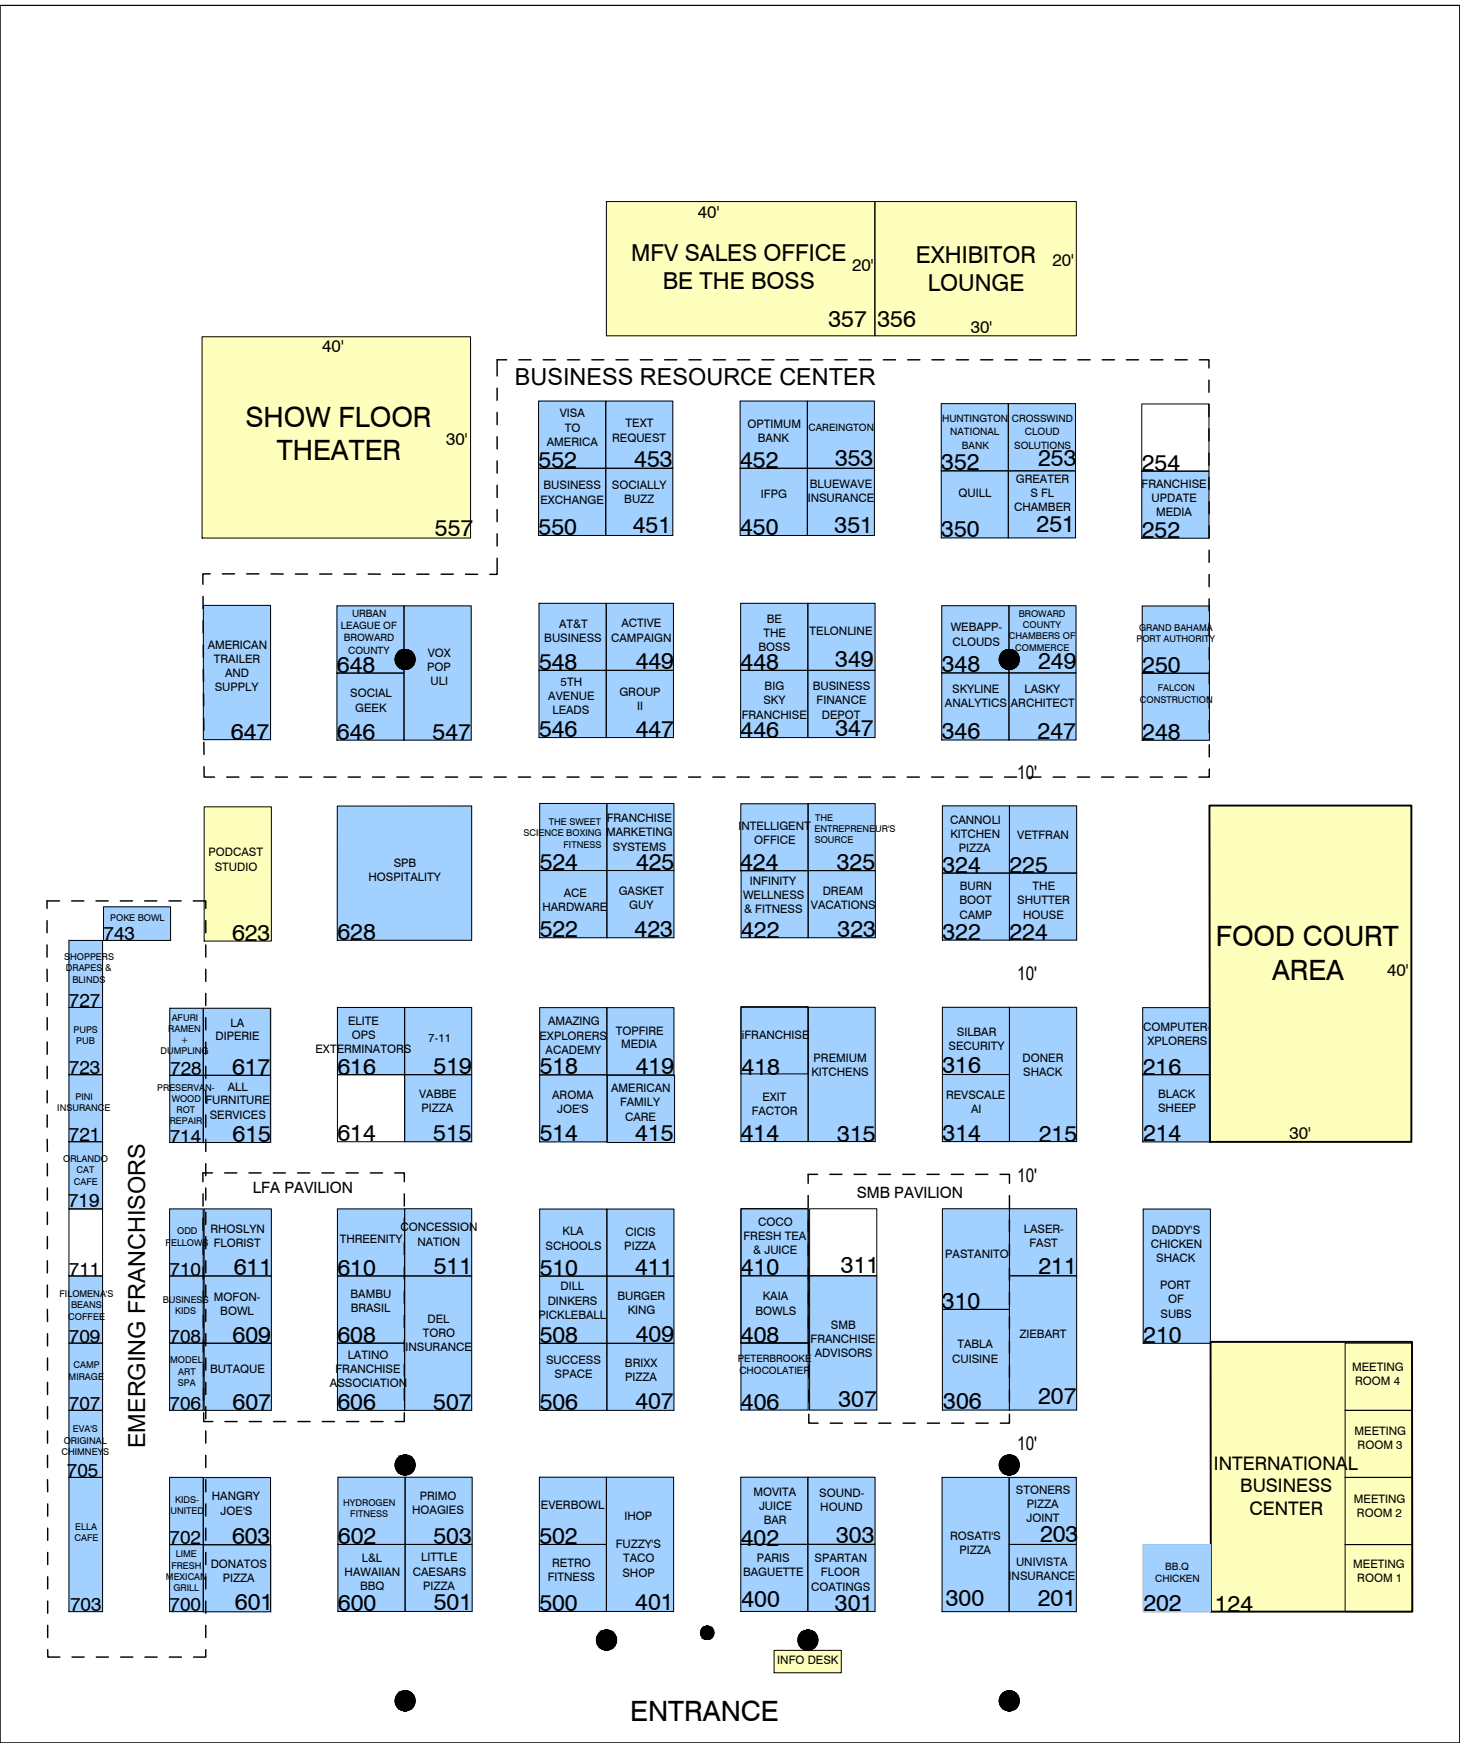 40'
MFV SALES OFFICE
BE THE BOSS
20'
357
EXHIBITOR
LOUNGE
20'
356
30'
40'
SHOW FLOOR
THEATER
30'
557
BUSINESS RESOURCE CENTER
VISA
TO
AMERICA
552
TEXT
REQUEST
453
OPTIMUM
BANK
452
CAREINGTON
353
HUNTINGTON
NATIONAL
BANK
352
CROSSWIND
CLOUD
SOLUTIONS
253
254
BUSINESS
EXCHANGE
550
SOCIALLY
BUZZ
451
IFPG
450
BLUEWAVE
INSURANCE
351
QUILL
350
GREATER
S FL
CHAMBER
251
FRANCHISE
UPDATE
MEDIA
252
AMERICAN
TRAILER
AND
SUPPLY
647
URBAN
LEAGUE OF
BROWARD
COUNTY
648
VOX
POP
ULI
547
SOCIAL
GEEK
646
AT&T
BUSINESS
548
ACTIVE
CAMPAIGN
449
5TH
AVENUE
LEADS
546
GROUP
II
447
BE
THE
BOSS
448
TELONLINE
349
BIG
SKY
FRANCHISE
446
BUSINESS
FINANCE
DEPOT
347
WEBAPP-
CLOUDS
348
BROWARD
COUNTY
CHAMBERS OF
COMMERCE
249
SKYLINE
ANALYTICS
346
LASKY
ARCHITECT
247
GRAND BAHAMA
PORT AUTHORITY
250
FALCON
CONSTRUCTION
248
10'
PODCAST
STUDIO
623
SPB
HOSPITALITY
628
THE SWEET
SCIENCE BOXING
FITNESS
524
FRANCHISE
MARKETING
SYSTEMS
425
ACE
HARDWARE
522
GASKET
GUY
423
INTELLIGENT
OFFICE
424
THE
ENTREPRENEUR'S
SOURCE
325
INFINITY
WELLNESS
& FITNESS
422
DREAM
VACATIONS
323
CANNOLI
KITCHEN
PIZZA
324
VETFRAN
225
BURN
BOOT
CAMP
322
THE
SHUTTER
HOUSE
224
FOOD COURT
AREA
40'
30'
10'
EMERGING FRANCHISORS
POKE BOWL
743
SHOPPERS
DRAPES &
BLINDS
727
PUPS
PUB
723
PINI
INSURANCE
721
ORLANDO
CAT
CAFE
719
711
FILOMENA'S
BEANS
COFFEE
709
CAMP
MIRAGE
707
EVA'S
ORIGINAL
CHIMNEYS
705
ELLA
CAFE
703
AFURI
RAMEN
+
DUMPLING
728
LA
DIPERIE
617
PRESERVAN-
WOOD
ROT
REPAIR
714
ALL
FURNITURE
SERVICES
615
ELITE
OPS
EXTERMINATORS
616
7-11
519
614
VABBE
PIZZA
515
AMAZING
EXPLORERS
ACADEMY
518
TOPFIRE
MEDIA
419
AROMA
JOE'S
514
AMERICAN
FAMILY
CARE
415
iFRANCHISE
418
PREMIUM
KITCHENS
315
EXIT
FACTOR
414
SILBAR
SECURITY
316
DONER
SHACK
215
REVSCALE
AI
314
COMPUTER-
XPLORERS
216
BLACK
SHEEP
214
10'
LFA PAVILION
SMB PAVILION
ODD
FELLOWS
710
RHOSLYN
FLORIST
611
BUSINESS
KIDS
708
MOFON-
BOWL
609
MODEL
ART
SPA
706
BUTAQUE
607
THREENITY
610
CONCESSION
NATION
511
BAMBU
BRASIL
608
DEL
TORO
INSURANCE
507
LATINO
FRANCHISE
ASSOCIATION
606
KLA
SCHOOLS
510
CICIS
PIZZA
411
DILL
DINKERS
PICKLEBALL
508
BURGER
KING
409
SUCCESS
SPACE
506
BRIXX
PIZZA
407
COCO
FRESH TEA
& JUICE
410
311
KAIA
BOWLS
408
SMB
FRANCHISE
ADVISORS
307
PETERBROOKE
CHOCOLATIER
406
PASTANITO
310
LASER-
FAST
211
TABLA
CUISINE
306
ZIEBART
207
DADDY'S
CHICKEN
SHACK
PORT
OF
SUBS
210
10'
INTERNATIONAL
BUSINESS
CENTER
124
MEETING
ROOM 4
MEETING
ROOM 3
MEETING
ROOM 2
MEETING
ROOM 1
KIDS-
UNITED
702
HANGRY
JOE'S
603
LIME
FRESH
MEXICAN
GRILL
700
DONATOS
PIZZA
601
HYDROGEN
FITNESS
602
PRIMO
HOAGIES
503
L&L
HAWAIIAN
BBQ
600
LITTLE
CAESARS
PIZZA
501
EVERBOWL
502
IHOP
FUZZY'S
TACO
SHOP
401
RETRO
FITNESS
500
MOVITA
JUICE
BAR
402
SOUND-
HOUND
303
PARIS
BAGUETTE
400
SPARTAN
FLOOR
COATINGS
301
ROSATI'S
PIZZA
300
STONERS
PIZZA
JOINT
203
UNIVISTA
INSURANCE
201
BB.Q
CHICKEN
202
INFO DESK
ENTRANCE